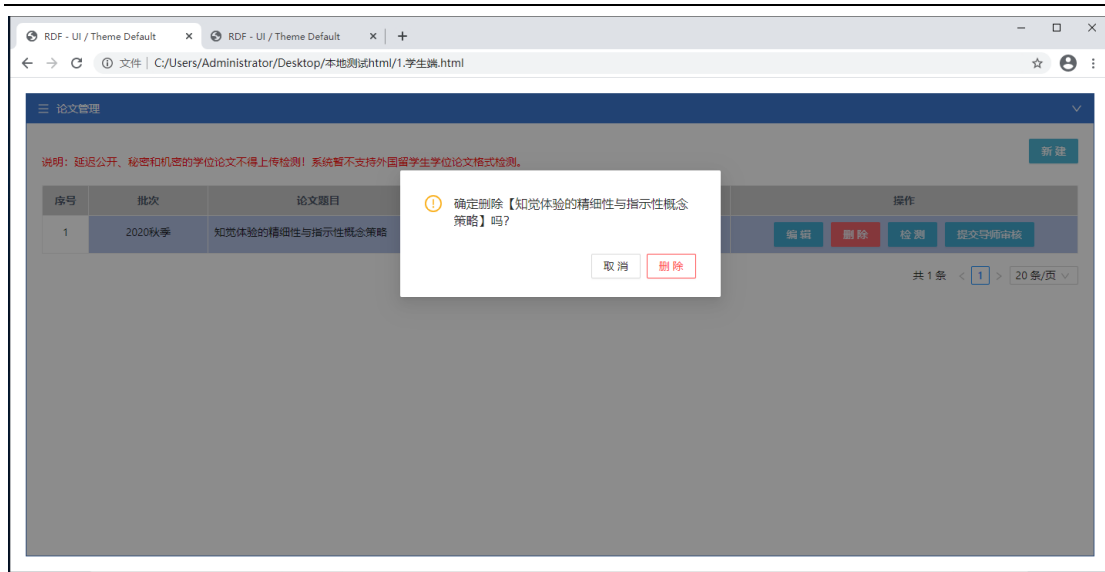 RDF - UI / Theme Default
RDF - UI / Theme Default
文件 | C:/Users/Administrator/Desktop/本地测试html/1.学生端.html
论文管理
新 建
说明：延迟公开、秘密和机密的学位论文不得上传检测！系统暂不支持外国留学生学位论文格式检测。
序号 批次 论文题目 操作
1 2020秋季 知觉体验的精细性与指示性概念策略 编 辑 删 除 检 测 提交导师审核
确定删除【知觉体验的精细性与指示性概念
策略】吗？
取 消 删 除
共 1 条 < 1 > 20 条/页